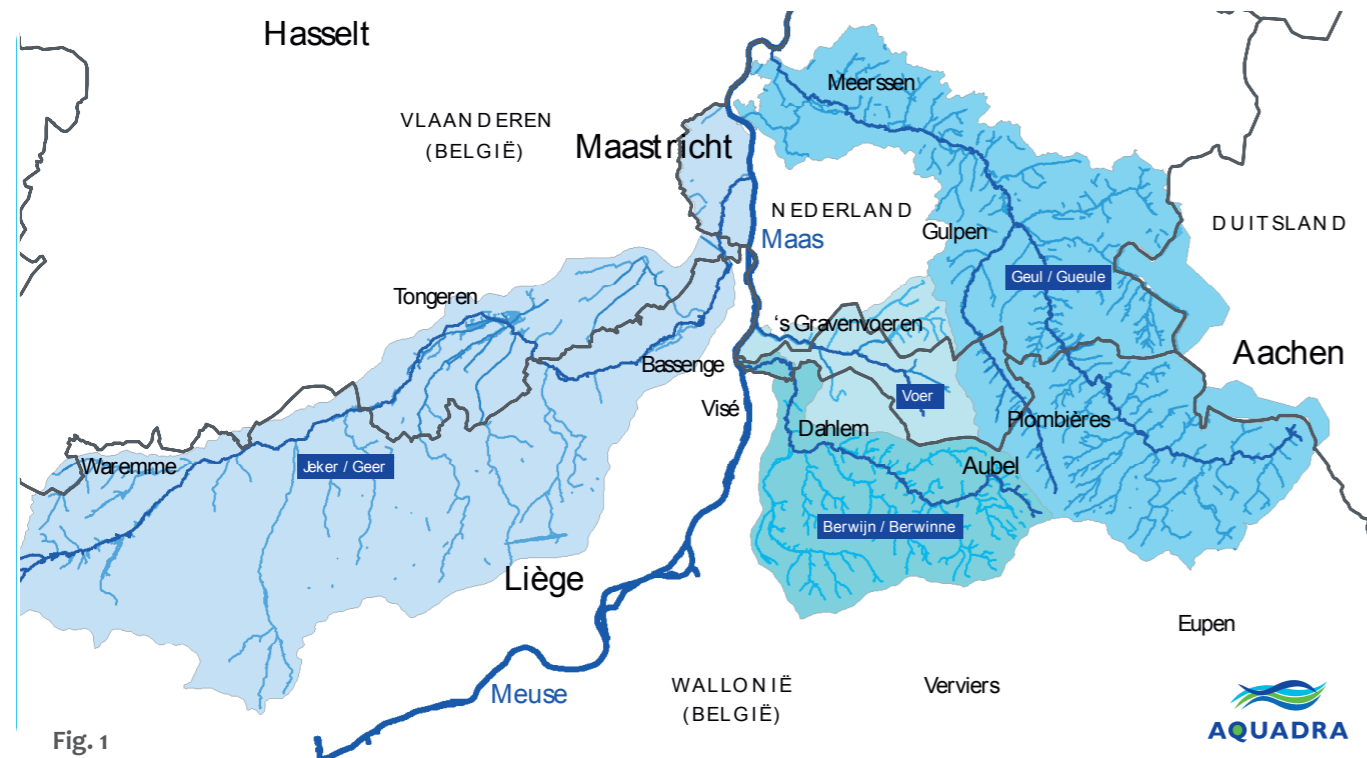 Hasselt
Meerssen
VLAANDEREN
(BELGIË)
Maastricht
NEDERLAND
DUITSLAND
Gulpen
Maas
Geul / Gueule
Tongeren
‘s Gravenvoeren
Aachen
Bassenge
Voer
Visé
Plombières
Dahlem
Waremme
Jeker / Geer
Aubel
Berwijn / Berwinne
Liège
Eupen
Meuse
WALLONIË
(BELGIË)
Verviers
AQUADRA
Fig. 1